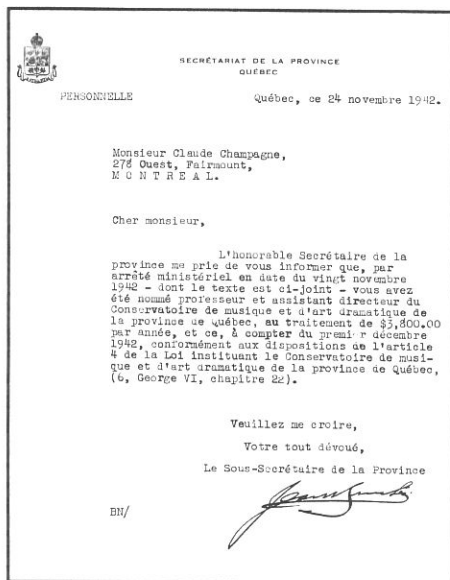 SECRÉTARIAT DE LA PROVINCE
QUÉBEC
PERSONNELLE
Québec, ce 24 novembre 1942.
Monsieur Claude Champagne,
278 Ouest, Fairmount,
M O N T R E A L.
Cher monsieur,
L'honorable Secrétaire de la
province me prie de vous informer que, par
arrêté ministériel en date du vingt novembre
1942 - dont le texte est ci-joint - vous avez
été nommé professeur et assistant directeur du
Conservatoire de musique et d'art dramatique de
la province de québec, au traitement de $3,800.00
par année, et ce, à compter du premier décembre
1942, conformément aux dispositions de l'article
4 de la Loi instituant le Conservatoire de musi-
que et d'art dramatique de la province de Québec,
(6, George VI, chapitre 22).
Veuillez me croire,
Votre tout dévoué,
Le Sous-Secrétaire de la Province
BN/